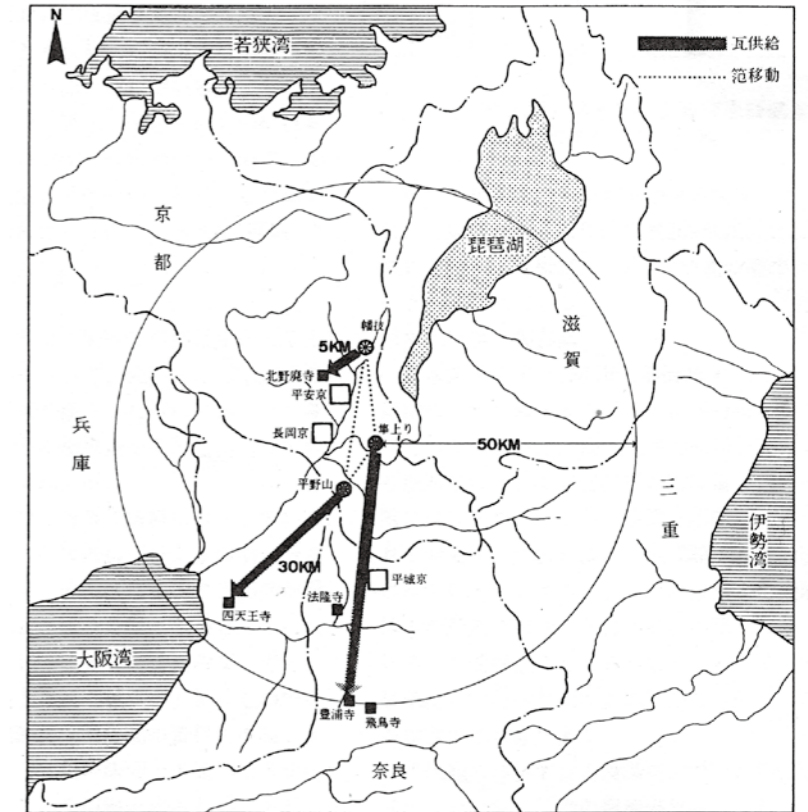 N
若狭湾
瓦供給
笵移動
京都
琵琶湖
滋賀
幡枝
5KM
北野廃寺
平安京
長岡京
隼上り
50KM
兵庫
三重
伊勢湾
平野山
30KM
平城京
法隆寺
四天王寺
大阪湾
豊浦寺
飛鳥寺
奈良